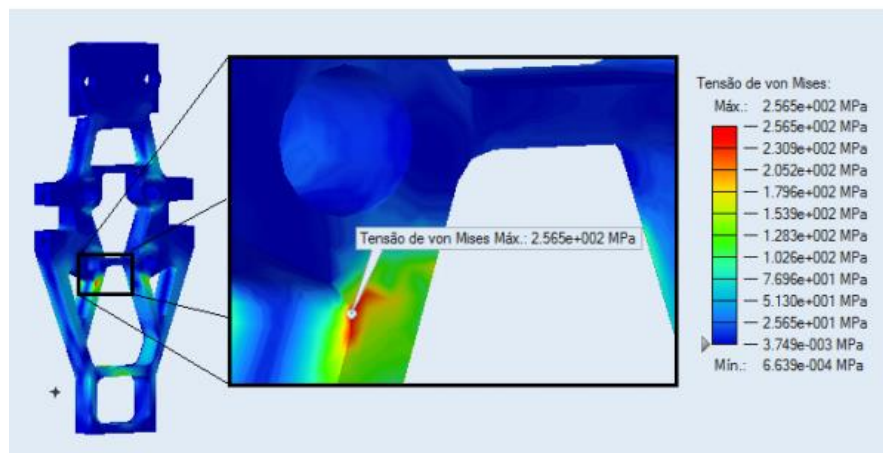 Tensão de von Mises:
Máx.: 2.565e+002 MPa
2.565e+002 MPa
2.309e+002 MPa
2.052e+002 MPa
1.796e+002 MPa
1.539e+002 MPa
1.283e+002 MPa
1.026e+002 MPa
7.696e+001 MPa
5.130e+001 MPa
2.565e+001 MPa
3.749e-003 MPa
Mín.: 6.639e-004 MPa
Tensão de von Mises Máx.: 2.565e+002 MPa